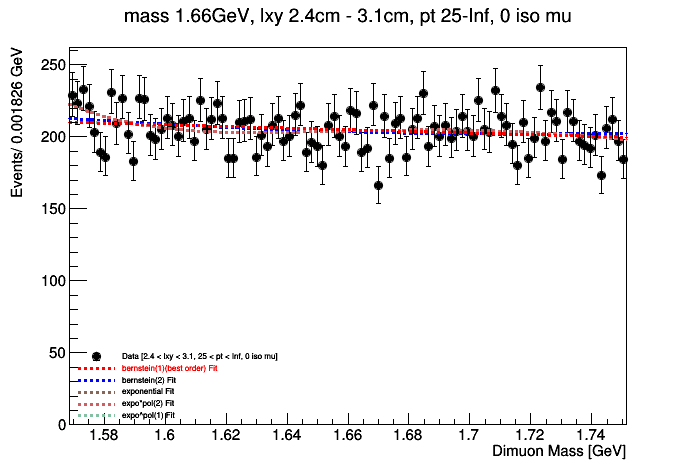 mass 1.66GeV, lxy 2.4cm - 3.1cm, pt 25-Inf, 0 iso mu
Events/ 0.001826 GeV
250
200
150
100
50
0
Data [2.4 < lxy < 3.1, 25 < pt < Inf, 0 iso mu]
bernstein(1)(best order) Fit
bernstein(2) Fit
exponential Fit
expo*pol(2) Fit
expo^pol(1) Fit
1.58 1.6 1.62 1.64 1.66 1.68 1.7 1.72 1.74
Dimuon Mass [GeV]